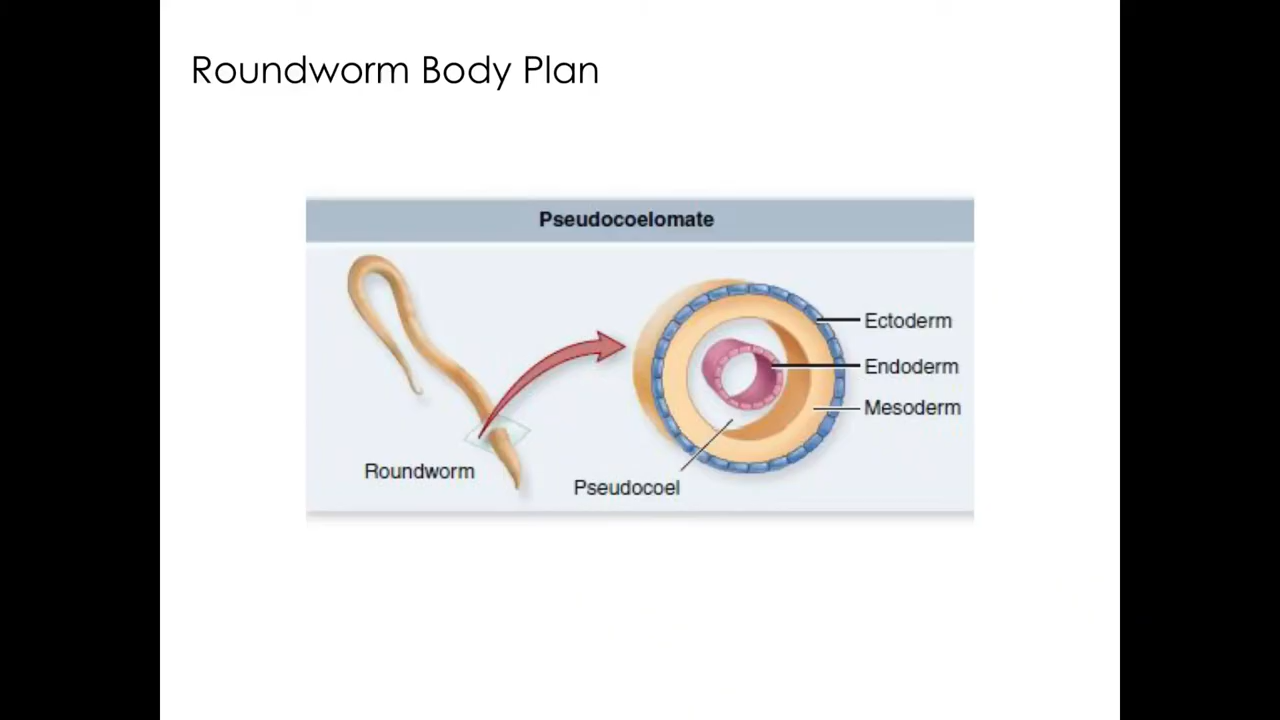 Roundworm Body Plan
Pseudocoelomate
Ectoderm
Endoderm
Mesoderm
Roundworm
Pseudocoel